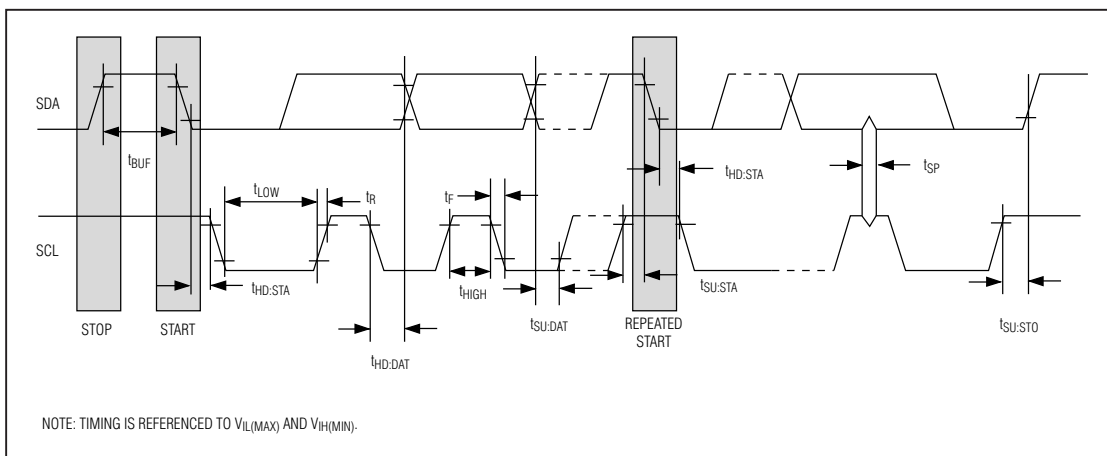 SDA
tBUF
tLOW
tR
tF
tHD:STA
tSP
SCL
tHD:STA
tHIGH
tSU:STA
tSU:DAT
tSU:STO
STOP
START
REPEATED
START
tHD:DAT
NOTE: TIMING IS REFERENCED TO VIL(MAX) AND VIH(MIN).